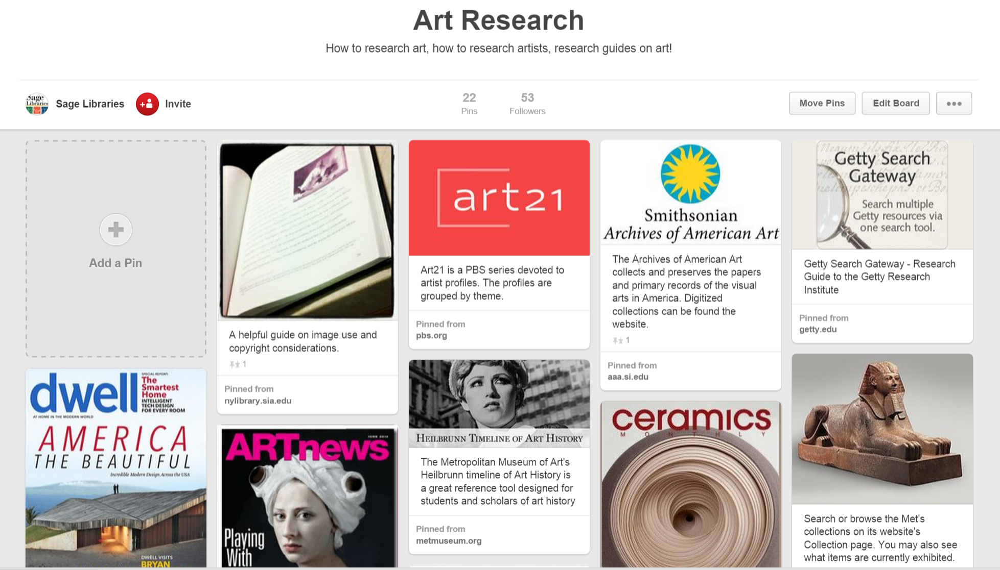 Art Research
How to research art, how to research artists, research guides on art!
Sage
Libraries
Sage Libraries
Invite
22
Pins
53
Followers
Move Pins
Edit Board
Add a Pin
dwell
SPECIAL REPORT:
The
Smartest
Home
INTELLIGENT
TECH DESIGN
FOR EVERY ROOM
AT HOME IN THE MODERN WORLD
AMERICA
THE BEAUTIFUL
Incredible Modern Design Across the USA
DWELL VISITS
BRYAN
A helpful guide on image use and
copyright considerations.
1
Pinned from
nylibrary.sia.edu
ARTnews
Playing
With
art21
Art21 is a PBS series devoted to
artist profiles. The profiles are
grouped by theme.
Pinned from
pbs.org
HEILBRUNN TIMELINE OF ART HISTORY
The Metropolitan Museum of Art's
Heilbrunn timeline of Art History is
a great reference tool designed for
students and scholars of art history
Pinned from
metmuseum.org
Smithsonian
Archives of American Art
The Archives of American Art
collects and preserves the papers
and primary records of the visual
arts in America. Digitized
collections can be found the
website.
1
Pinned from
aaa.si.edu
ceramics
MONTHLY
Getty Search
Gateway
Search multiple
Getty resources via
one search tool.
Getty Search Gateway - Research
Guide to the Getty Research
Institute
Pinned from
getty.edu
Search or browse the Met's
collections on its website's
Collection page. You may also see
what items are currently exhibited.